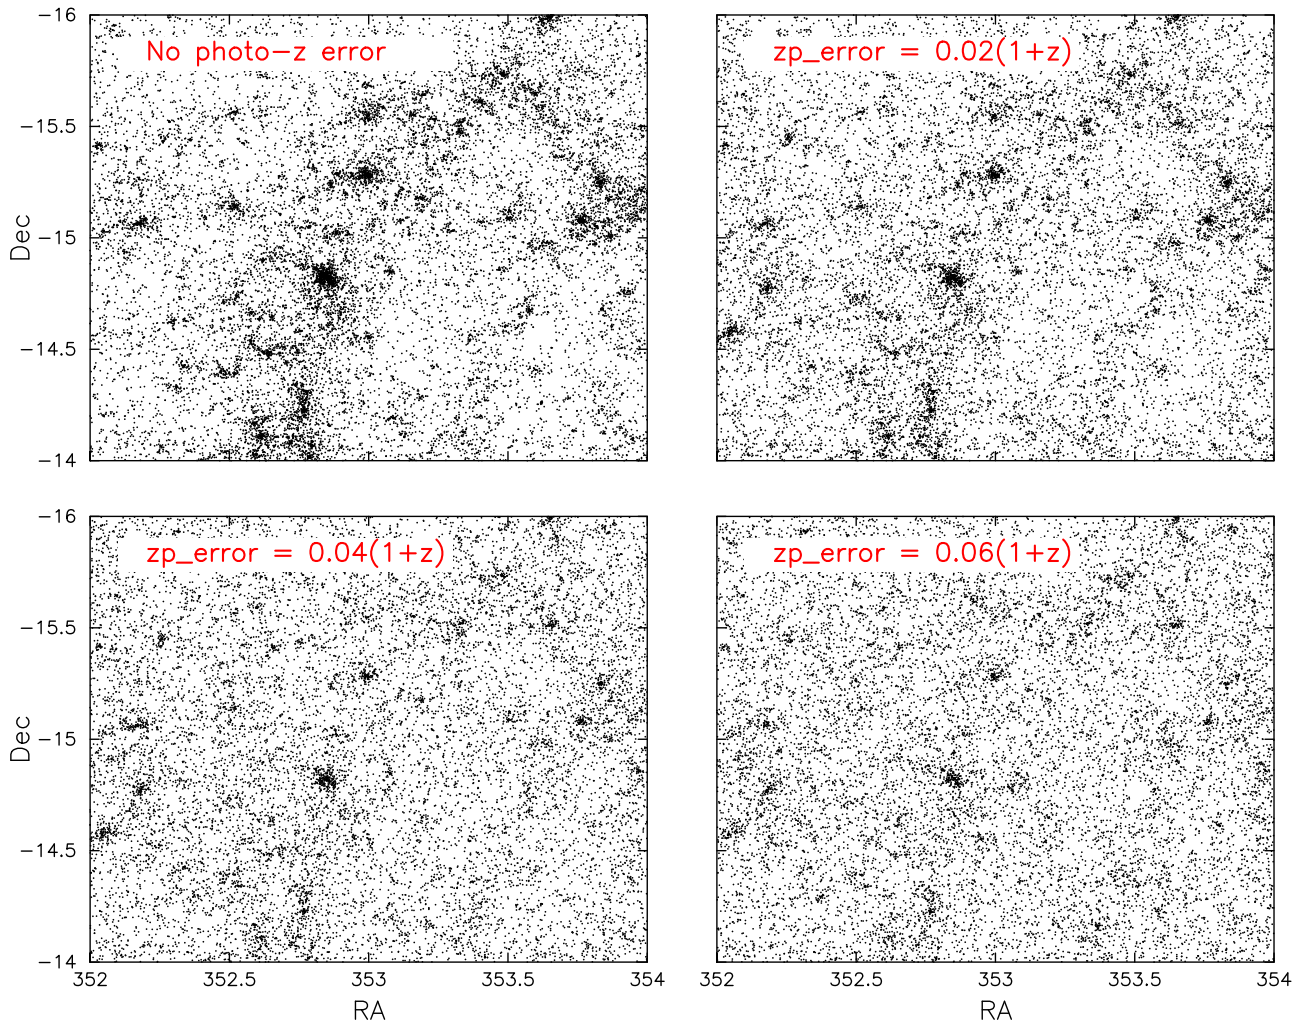 No photo-z error
zp_error = 0.02(1+z)
-16
-15.5
-15
-14.5
-14
Dec
zp_error = 0.04(1+z)
zp_error = 0.06(1+z)
-16
-15.5
-15
-14.5
-14
Dec
352
352.5
353
353.5
354
352
352.5
353
353.5
354
RA
RA